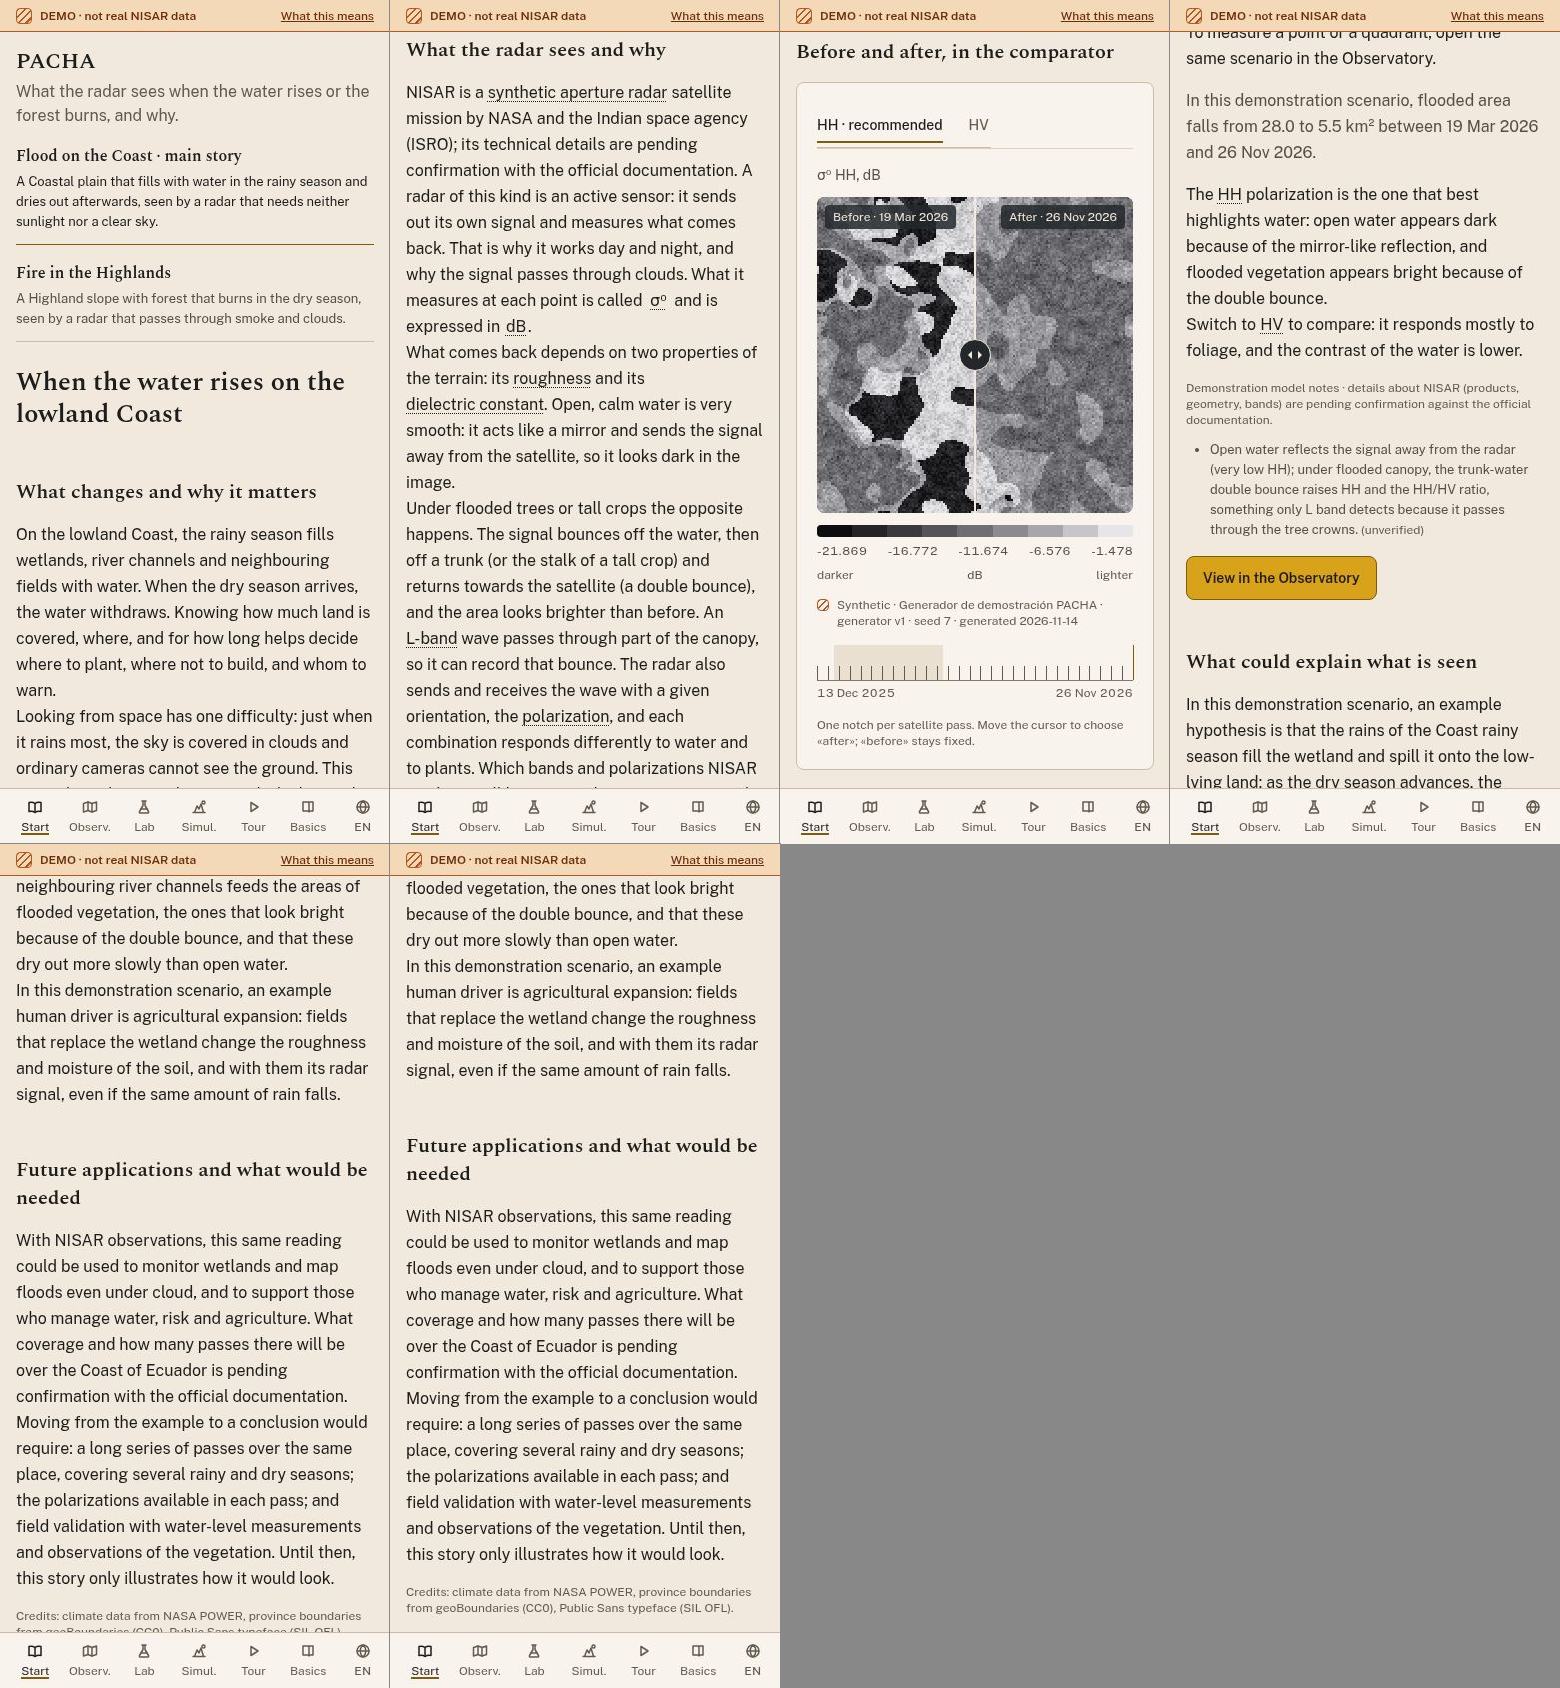 DEMO · not real NISAR data
What this means
PACHA
What the radar sees when the water rises or the
forest burns, and why.
Flood on the Coast · main story
A Coastal plain that fills with water in the rainy season and
dries out afterwards, seen by a radar that needs neither
sunlight nor a clear sky.
Fire in the Highlands
A Highland slope with forest that burns in the dry season,
seen by a radar that passes through smoke and clouds.
When the water rises on the
lowland Coast
What changes and why it matters
On the lowland Coast, the rainy season fills
wetlands, river channels and neighbouring
fields with water. When the dry season arrives,
the water withdraws. Knowing how much land is
covered, where, and for how long helps decide
where to plant, where not to build, and whom to
warn.
Looking from space has one difficulty: just when
it rains most, the sky is covered in clouds and
ordinary cameras cannot see the ground. This
Start
Observ.
Lab
Simul.
Tour
Basics
EN
DEMO · not real NISAR data
What this means
What the radar sees and why
NISAR is a synthetic aperture radar satellite
mission by NASA and the Indian space agency
(ISRO); its technical details are pending
confirmation with the official documentation. A
radar of this kind is an active sensor: it sends
out its own signal and measures what comes
back. That is why it works day and night, and
why the signal passes through clouds. What it
measures at each point is called σº and is
expressed in dB.
What comes back depends on two properties of
the terrain: its roughness and its
dielectric constant. Open, calm water is very
smooth: it acts like a mirror and sends the signal
away from the satellite, so it looks dark in the
image.
Under flooded trees or tall crops the opposite
happens. The signal bounces off the water, then
off a trunk (or the stalk of a tall crop) and
returns towards the satellite (a double bounce),
and the area looks brighter than before. An
L-band wave passes through part of the canopy,
so it can record that bounce. The radar also
sends and receives the wave with a given
orientation, the polarization, and each
combination responds differently to water and
to plants. Which bands and polarizations NISAR
Start
Observ.
Lab
Simul.
Tour
Basics
EN
DEMO · not real NISAR data
What this means
Before and after, in the comparator
HH · recommended
HV
σº HH, dB
Before · 19 Mar 2026
After · 26 Nov 2026
-21.869 -16.772 -11.674 -6.576 -1.478
darker dB lighter
Synthetic · Generador de demostración PACHA ·
generator v1 · seed 7 · generated 2026-11-14
13 Dec 2025
26 Nov 2026
One notch per satellite pass. Move the cursor to choose
«after»; «before» stays fixed.
Start
Observ.
Lab
Simul.
Tour
Basics
EN
DEMO · not real NISAR data
What this means
To measure a point or a quadrant, open the
same scenario in the Observatory.
In this demonstration scenario, flooded area
falls from 28.0 to 5.5 km² between 19 Mar 2026
and 26 Nov 2026.
The HH polarization is the one that best
highlights water: open water appears dark
because of the mirror-like reflection, and
flooded vegetation appears bright because of
the double bounce.
Switch to HV to compare: it responds mostly to
foliage, and the contrast of the water is lower.
Demonstration model notes · details about NISAR (products,
geometry, bands) are pending confirmation against the official
documentation.
• Open water reflects the signal away from the radar
(very low HH); under flooded canopy, the trunk-water
double bounce raises HH and the HH/HV ratio,
something only L band detects because it passes
through the tree crowns. (unverified)
View in the Observatory
What could explain what is seen
In this demonstration scenario, an example
hypothesis is that the rains of the Coast rainy
season fill the wetland and spill it onto the low-
lying land; as the dry season advances, the
Start
Observ.
Lab
Simul.
Tour
Basics
EN
DEMO · not real NISAR data
What this means
neighbouring river channels feeds the areas of
flooded vegetation, the ones that look bright
because of the double bounce, and that these
dry out more slowly than open water.
In this demonstration scenario, an example
human driver is agricultural expansion: fields
that replace the wetland change the roughness
and moisture of the soil, and with them its radar
signal, even if the same amount of rain falls.
Future applications and what would be
needed
With NISAR observations, this same reading
could be used to monitor wetlands and map
floods even under cloud, and to support those
who manage water, risk and agriculture. What
coverage and how many passes there will be
over the Coast of Ecuador is pending
confirmation with the official documentation.
Moving from the example to a conclusion would
require: a long series of passes over the same
place, covering several rainy and dry seasons;
the polarizations available in each pass; and
field validation with water-level measurements
and observations of the vegetation. Until then,
this story only illustrates how it would look.
Credits: climate data from NASA POWER, province boundaries
from geoBoundaries (CC0), Public Sans typeface (SIL OFL).
Start
Observ.
Lab
Simul.
Tour
Basics
EN
DEMO · not real NISAR data
What this means
flooded vegetation, the ones that look bright
because of the double bounce, and that these
dry out more slowly than open water.
In this demonstration scenario, an example
human driver is agricultural expansion: fields
that replace the wetland change the roughness
and moisture of the soil, and with them its radar
signal, even if the same amount of rain falls.
Future applications and what would be
needed
With NISAR observations, this same reading
could be used to monitor wetlands and map
floods even under cloud, and to support those
who manage water, risk and agriculture. What
coverage and how many passes there will be
over the Coast of Ecuador is pending
confirmation with the official documentation.
Moving from the example to a conclusion would
require: a long series of passes over the same
place, covering several rainy and dry seasons;
the polarizations available in each pass; and
field validation with water-level measurements
and observations of the vegetation. Until then,
this story only illustrates how it would look.
Credits: climate data from NASA POWER, province boundaries
from geoBoundaries (CC0), Public Sans typeface (SIL OFL).
Start
Observ.
Lab
Simul.
Tour
Basics
EN